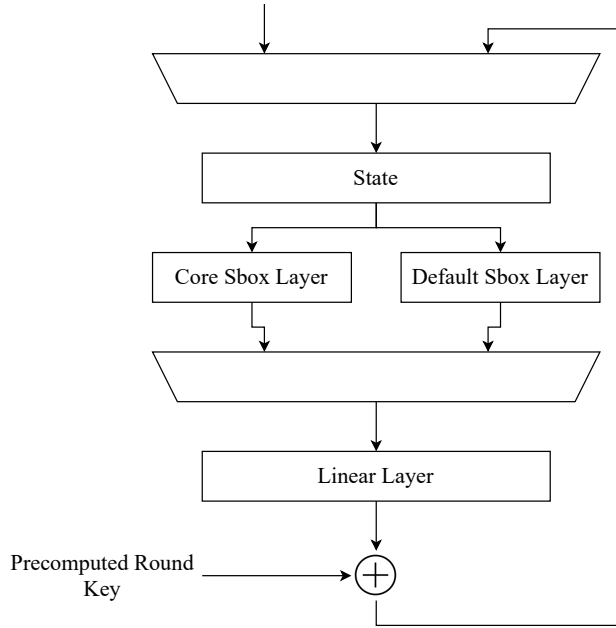 State
Core Sbox Layer
Default Sbox Layer
Linear Layer
Precomputed Round
Key